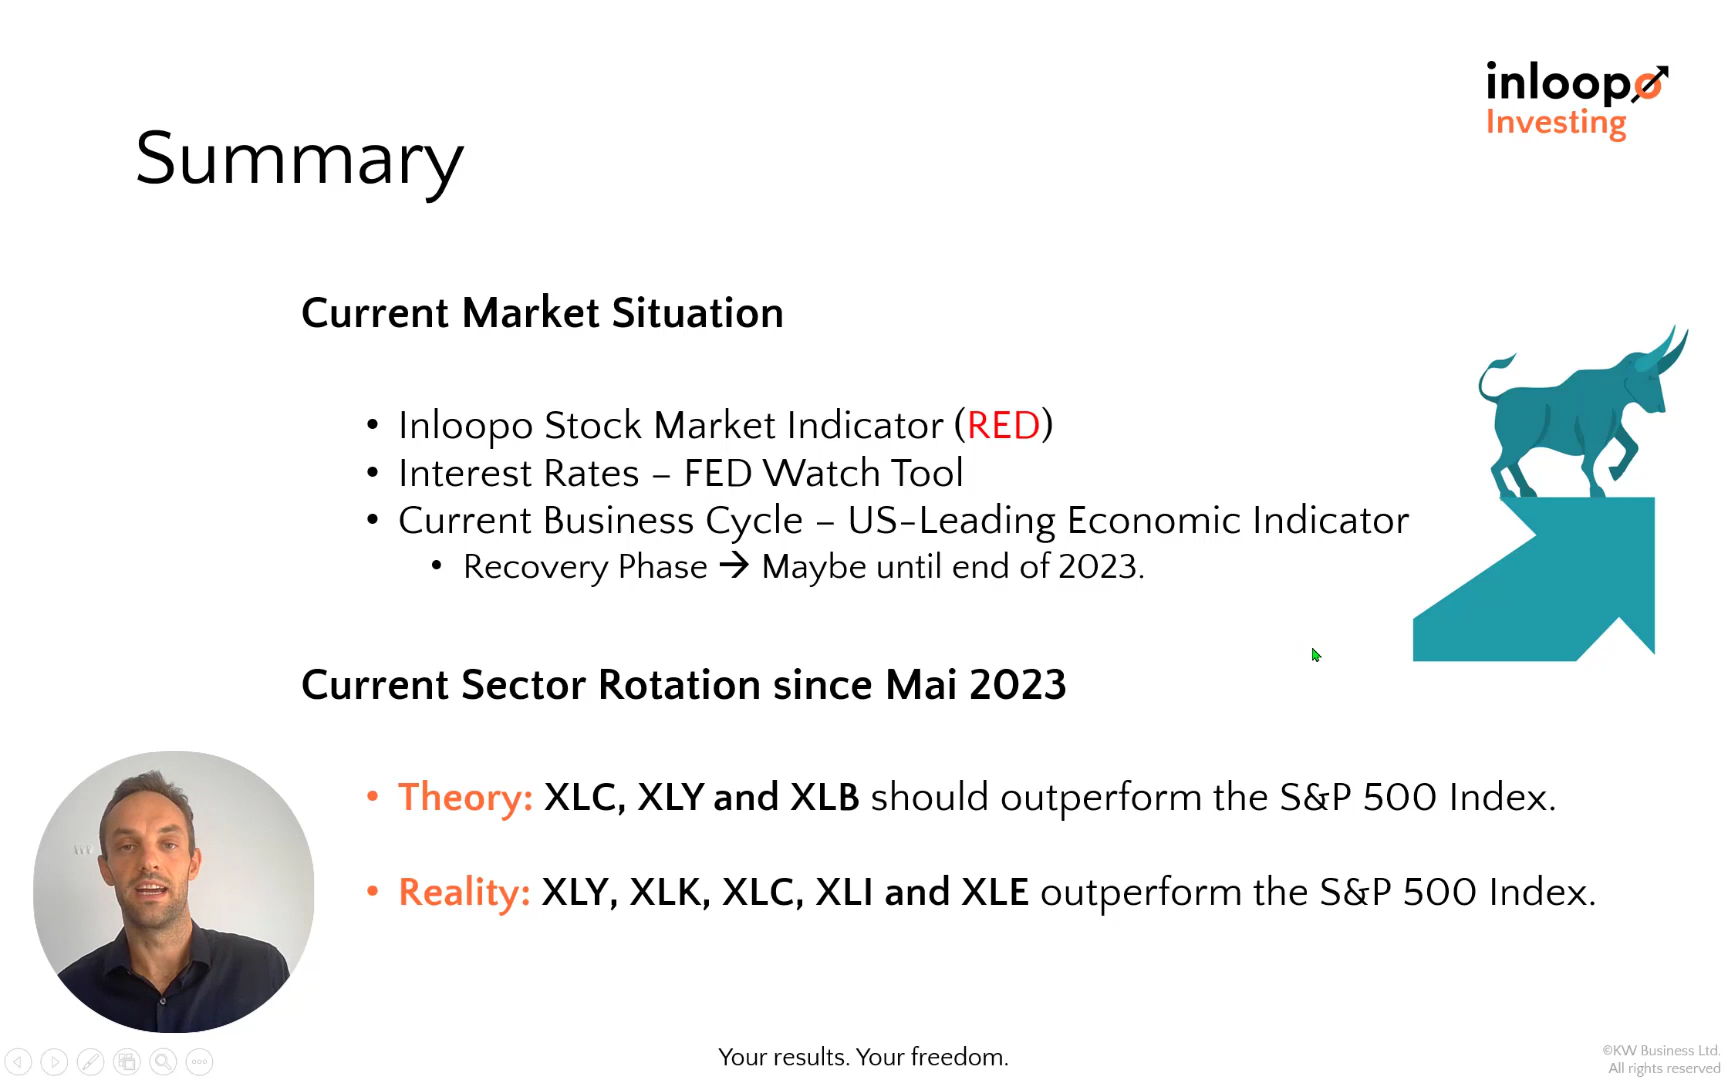 inloopo
Investing
Summary
Current Market Situation
• Inloopo Stock Market Indicator (RED)
• Interest Rates – FED Watch Tool
• Current Business Cycle – US-Leading Economic Indicator
• Recovery Phase → Maybe until end of 2023.
Current Sector Rotation since Mai 2023
• Theory: XLC, XLY and XLB should outperform the S&P 500 Index.
• Reality: XLY, XLK, XLC, XLI and XLE outperform the S&P 500 Index.
Your results. Your freedom.
©KW Business Ltd.
All rights reserved